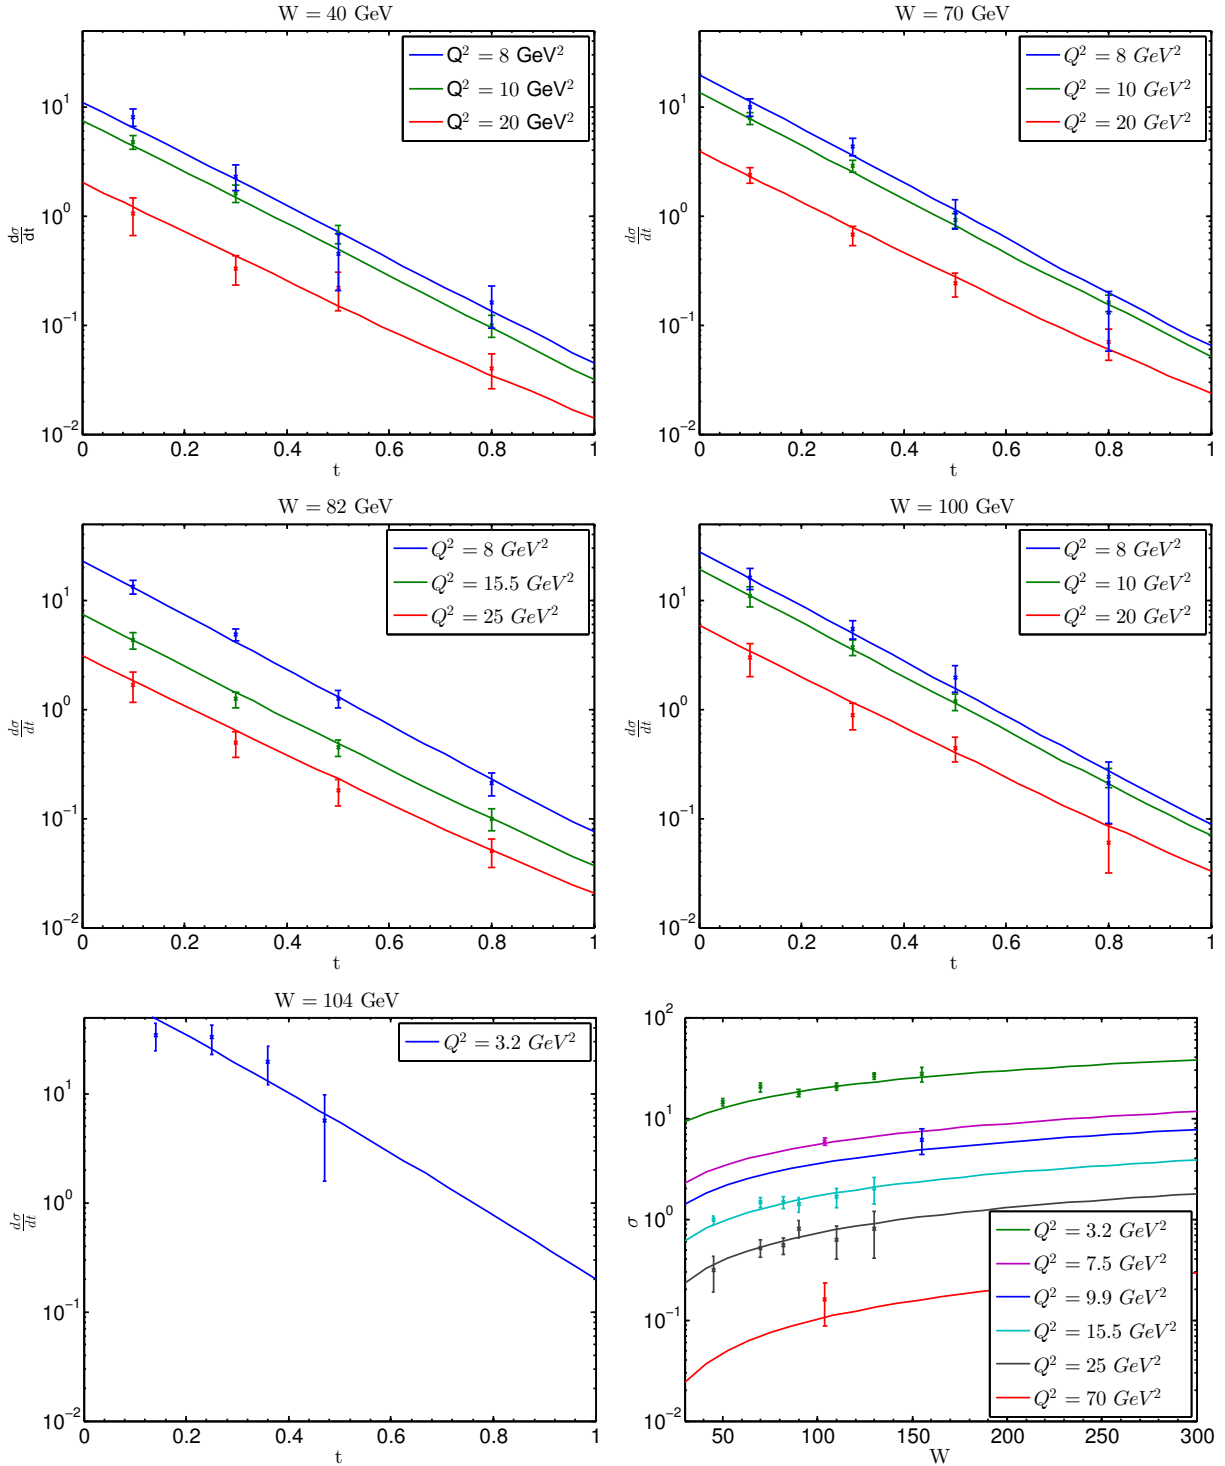 W = 40 GeV
Q² = 8 GeV²
Q² = 10 GeV²
Q² = 20 GeV²
10¹
10⁰
10⁻¹
10⁻²
dσ/dt
0 0.2 0.4 0.6 0.8 1
t
W = 70 GeV
Q² = 8 GeV²
Q² = 10 GeV²
Q² = 20 GeV²
10¹
10⁰
10⁻¹
10⁻²
dσ/dt
0 0.2 0.4 0.6 0.8 1
t
W = 82 GeV
Q² = 8 GeV²
Q² = 15.5 GeV²
Q² = 25 GeV²
10¹
10⁰
10⁻¹
10⁻²
dσ/dt
0 0.2 0.4 0.6 0.8 1
t
W = 100 GeV
Q² = 8 GeV²
Q² = 10 GeV²
Q² = 20 GeV²
10¹
10⁰
10⁻¹
10⁻²
dσ/dt
0 0.2 0.4 0.6 0.8 1
t
W = 104 GeV
Q² = 3.2 GeV²
10¹
10⁰
10⁻¹
10⁻²
dσ/dt
0 0.2 0.4 0.6 0.8 1
t
10²
10¹
10⁰
10⁻¹
10⁻²
σ
Q² = 3.2 GeV²
Q² = 7.5 GeV²
Q² = 9.9 GeV²
Q² = 15.5 GeV²
Q² = 25 GeV²
Q² = 70 GeV²
50 100 150 200 250 300
W